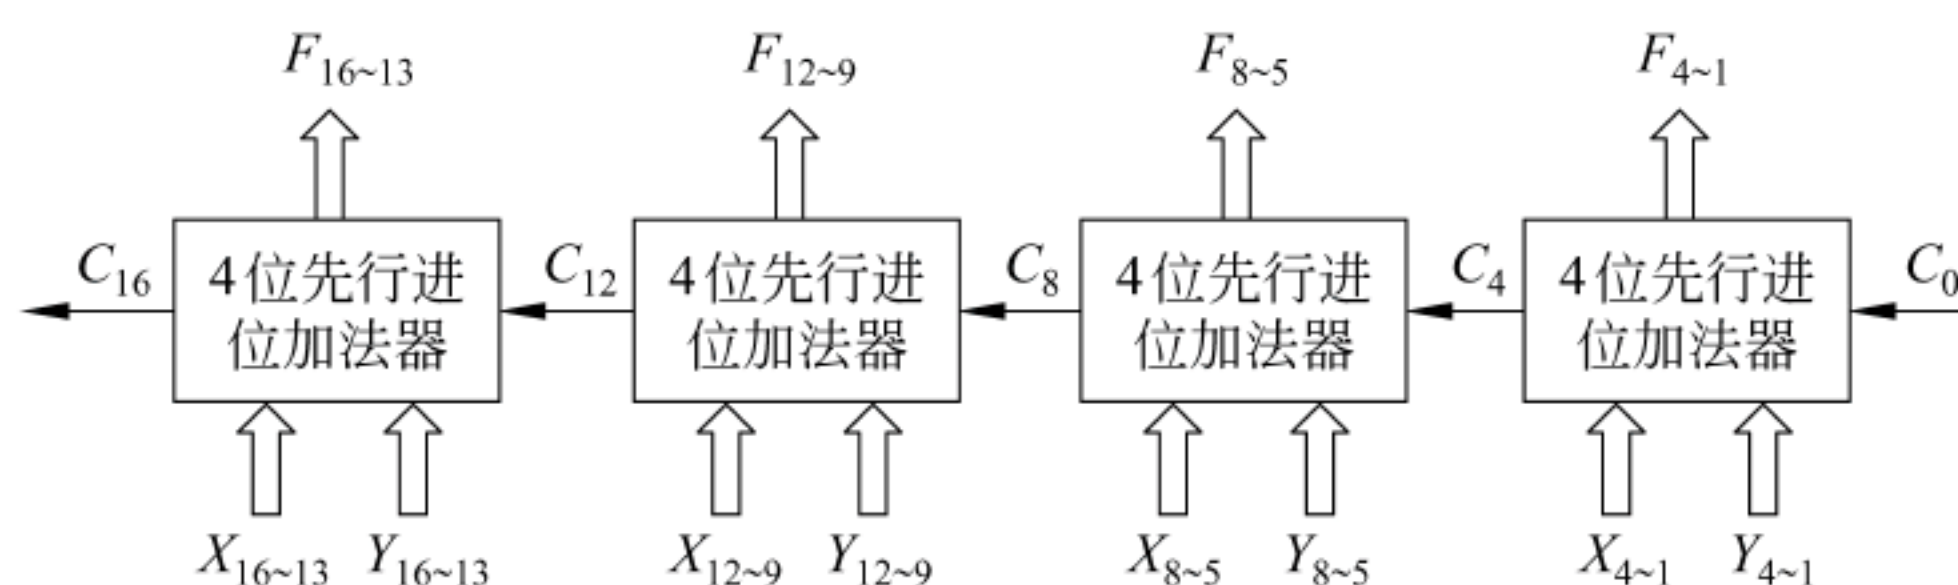 F16~13 F12~9 F8~5 F4~1
C16 4位先行进 C12 4位先行进 C8 4位先行进 C4 4位先行进 C0
位加法器 位加法器 位加法器 位加法器
X16~13 Y16~13 X12~9 Y12~9 X8~5 Y8~5 X4~1 Y4~1